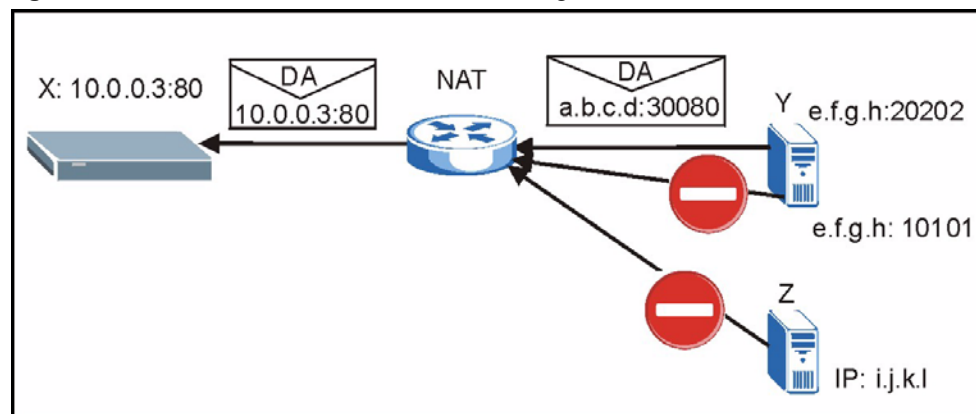 X: 10.0.0.3:80
DA
10.0.0.3:80
NAT
DA
a.b.c.d:30080
Y
e.f.g.h:20202
e.f.g.h: 10101
Z
IP: i.j.k.l